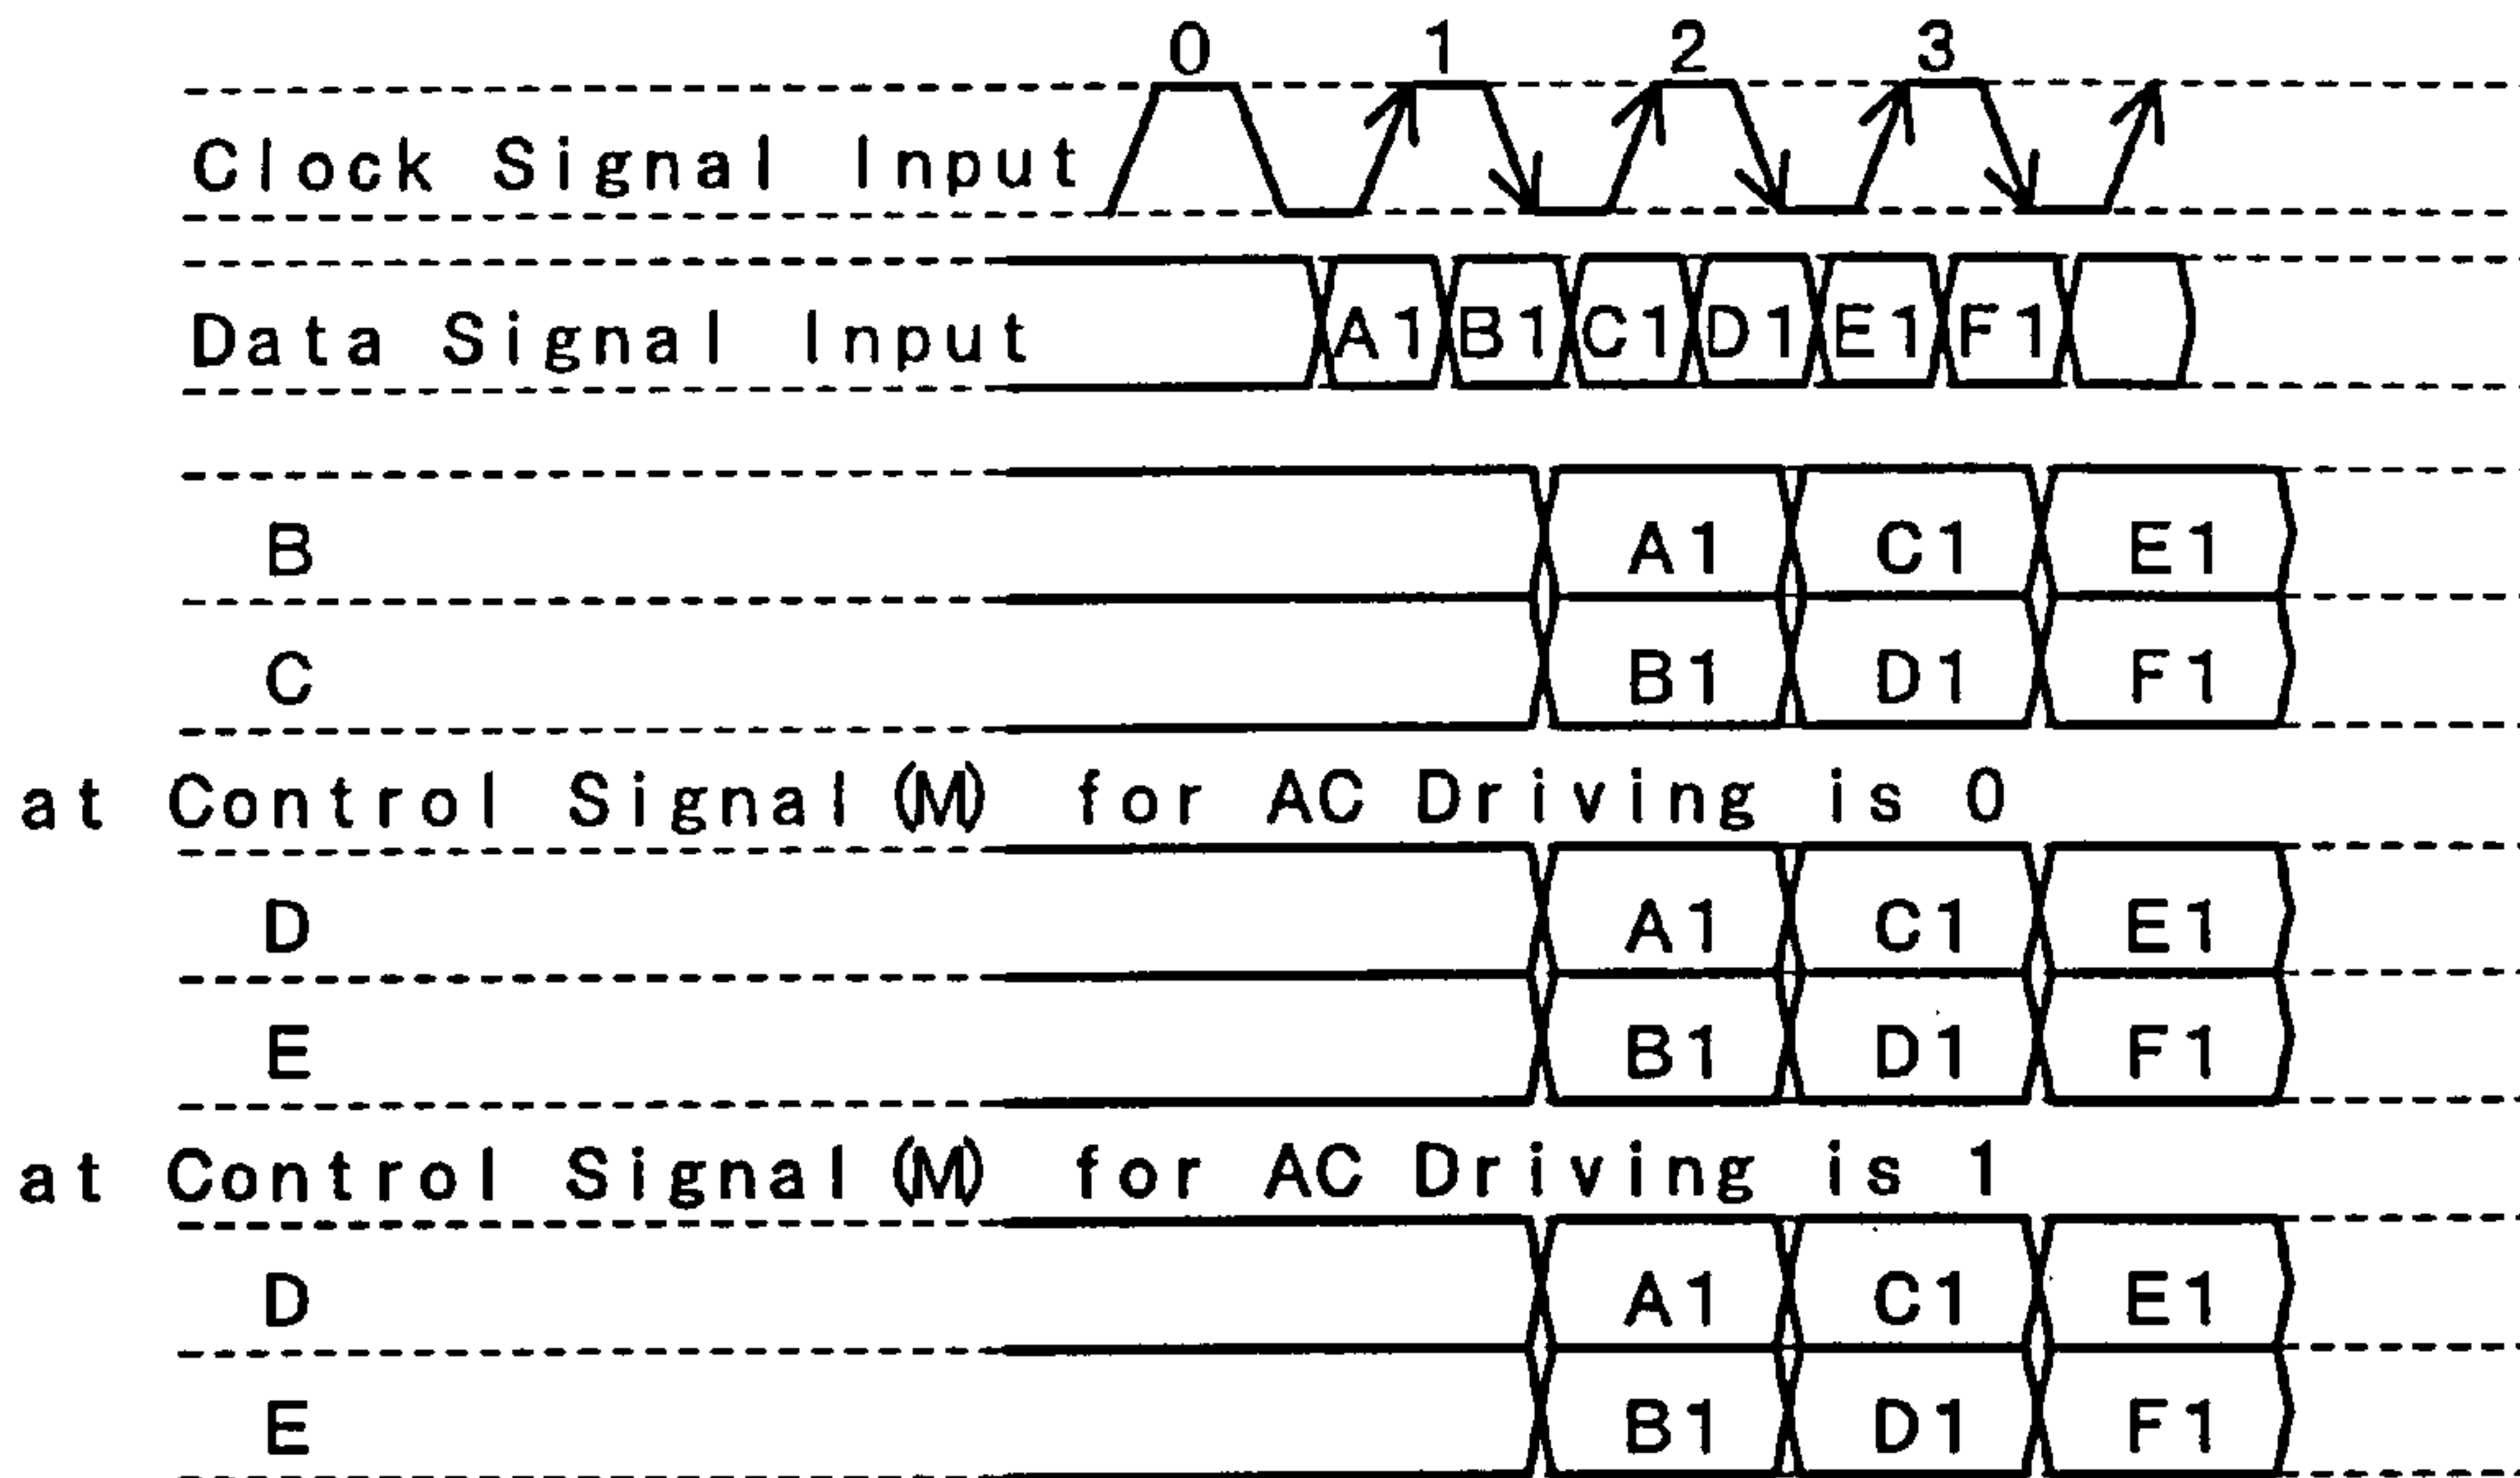 0 1 2 3
Clock Signal Input
Data Signal Input A1 B1 C1 D1 E1 F1
B A1 C1 E1
C B1 D1 F1
at Control Signal (M) for AC Driving is 0
D A1 C1 E1
E B1 D1 F1
at Control Signal (M) for AC Driving is 1
D A1 C1 E1
E B1 D1 F1